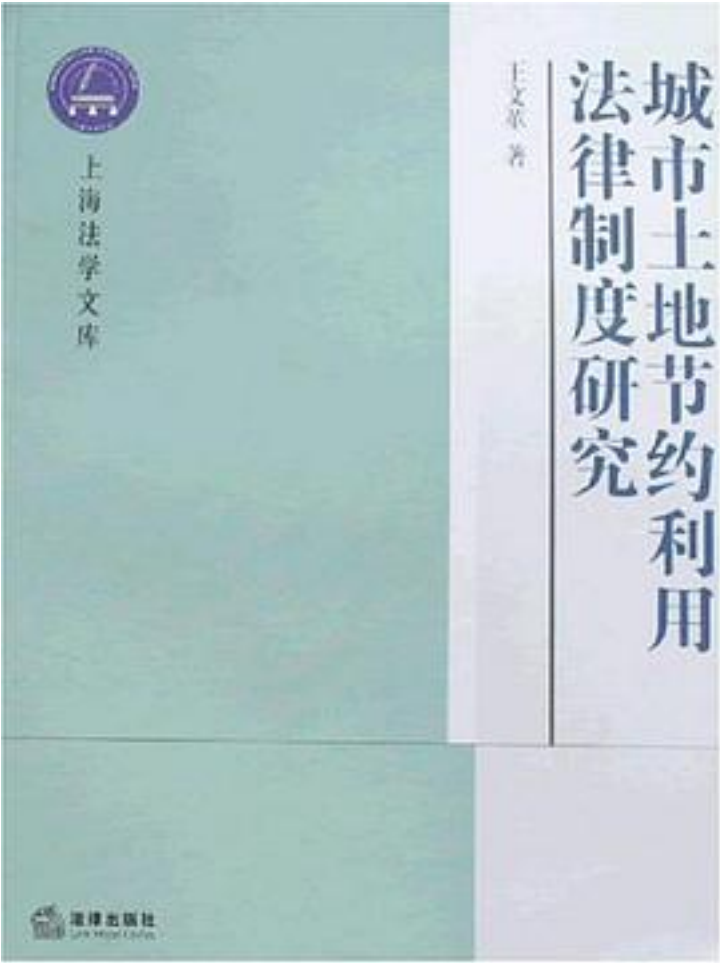 城市土地节约利用
法律制度研究
王文革 著
上海法学文库
法律出版社